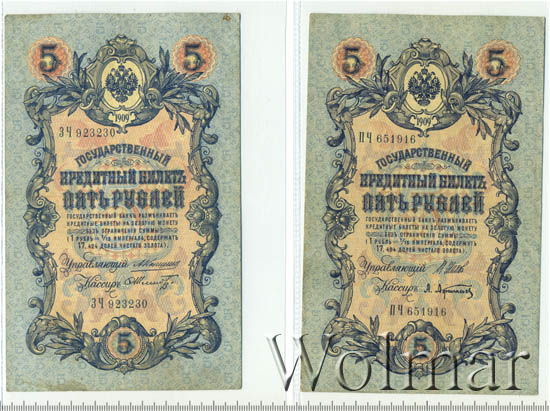 5 5
1909
ЗЧ 923230
ГОСУДАРСТВЕННЫЙ
КРЕДИТНЫЙ БИЛЕТЪ
ПЯТЬ РУБЛЕЙ
ГОСУДАРСТВЕННЫЙ БАНКЪ РАЗМѢНИВАЕТЪ
КРЕДИТНЫЕ БИЛЕТЫ НА ЗОЛОТУЮ МОНЕТУ
БЕЗЪ ОГРАНИЧЕНІЯ СУММЫ
(1 РУБЛЬ = 1/15 ИМПЕРІАЛА, СОДЕРЖИТЪ
17,424 ДОЛЕЙ ЧИСТАГО ЗОЛОТА).
Управляющій
Кассиръ
ЗЧ 923230
5
5 5
1909
ПЧ 651916
ГОСУДАРСТВЕННЫЙ
КРЕДИТНЫЙ БИЛЕТЪ
ПЯТЬ РУБЛЕЙ
ГОСУДАРСТВЕННЫЙ БАНКЪ РАЗМѢНИВАЕТЪ
КРЕДИТНЫЕ БИЛЕТЫ НА ЗОЛОТУЮ МОНЕТУ
БЕЗЪ ОГРАНИЧЕНІЯ СУММЫ
(1 РУБЛЬ = 1/15 ИМПЕРІАЛА, СОДЕРЖИТЪ
17,424 ДОЛЕЙ ЧИСТАГО ЗОЛОТА).
Управляющій
Кассиръ
ПЧ 651916
5
Wolmar